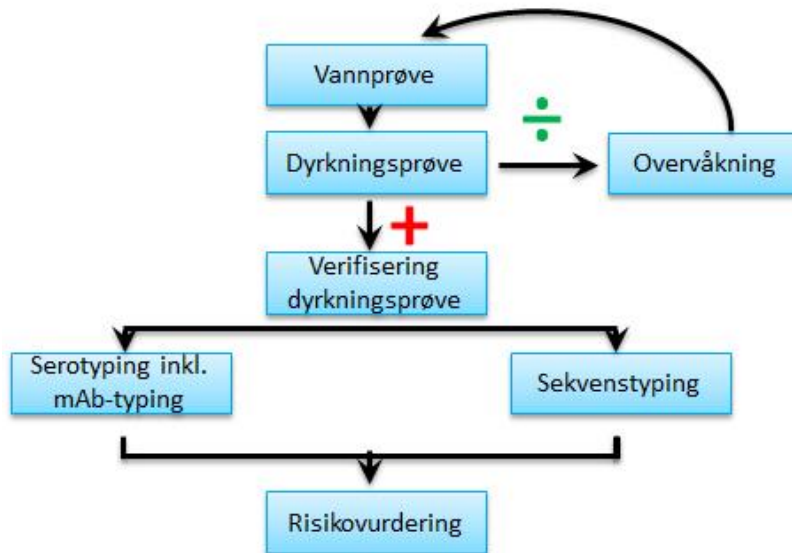 Vannprøve
÷
Dyrkningsprøve
Overvåkning
+
Verifisering
dyrkningsprøve
Serotyping inkl.
mAb-typing
Sekvenstyping
Risikovurdering